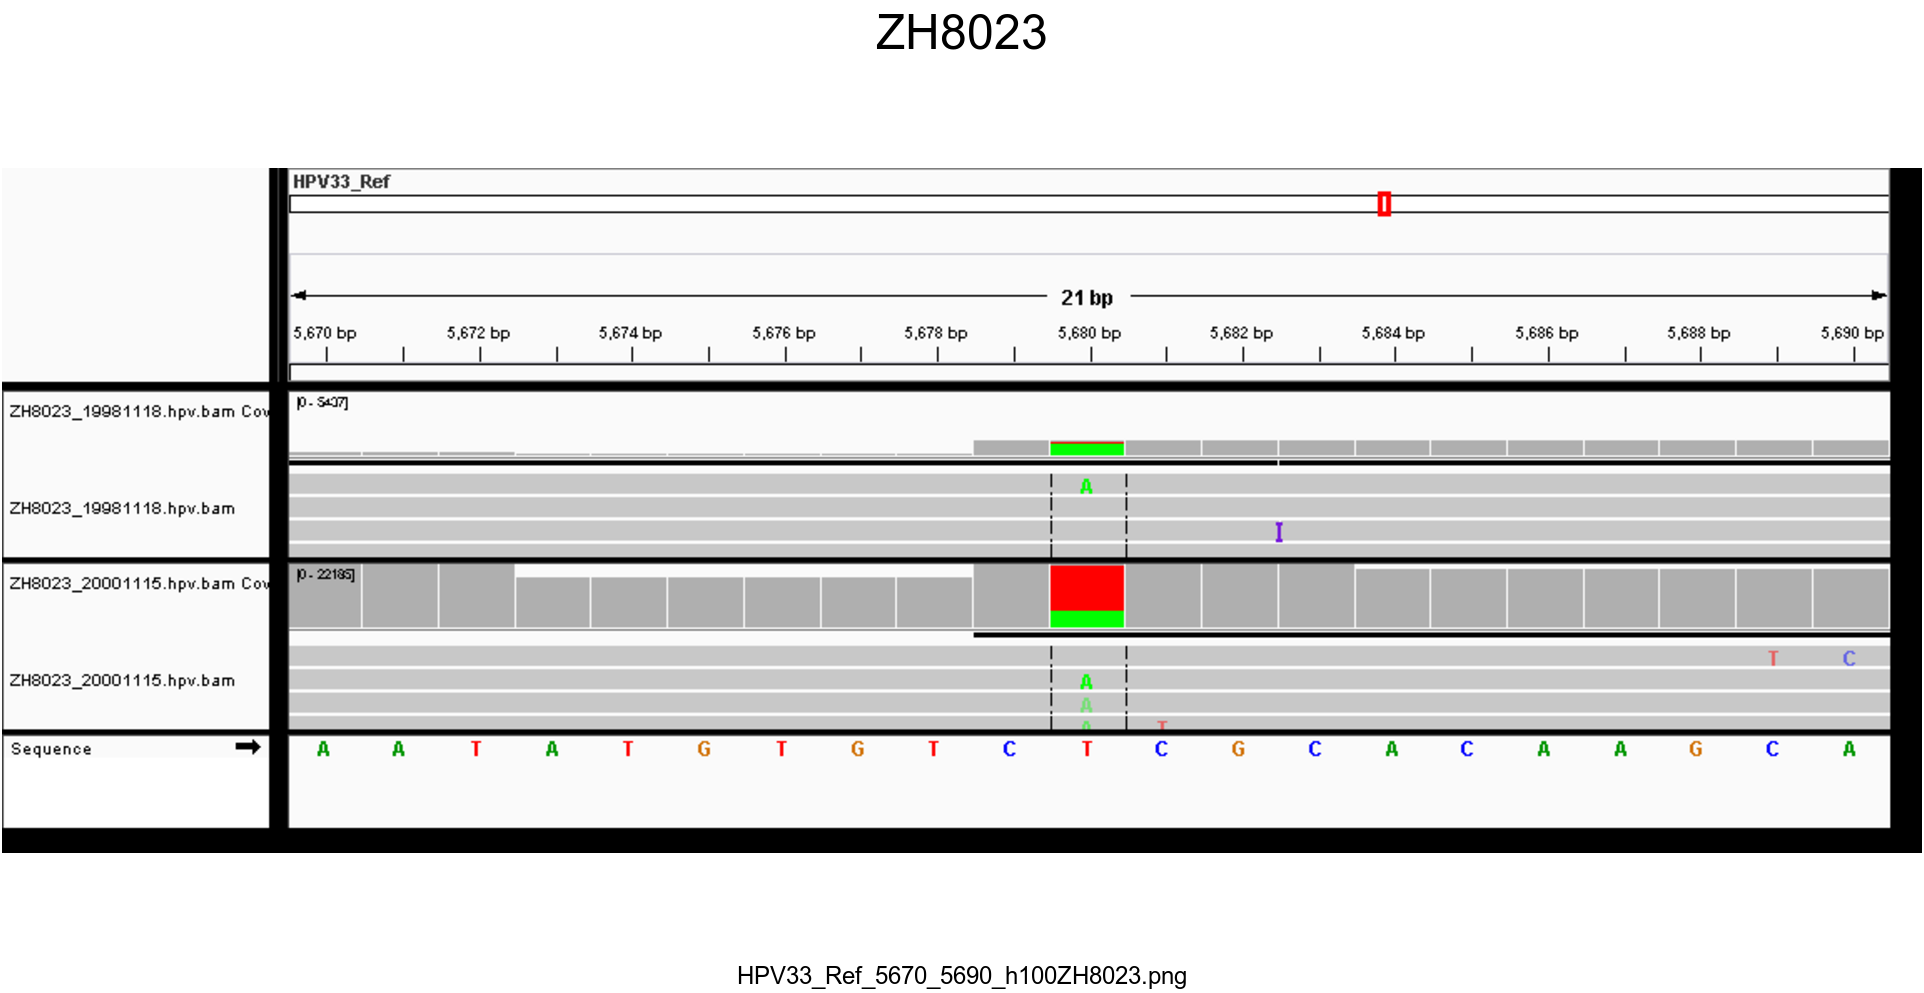 ZH8023
HPV33_Ref
21 bp
5,670 bp 5,672 bp 5,674 bp 5,676 bp 5,678 bp 5,680 bp 5,682 bp 5,684 bp 5,686 bp 5,688 bp 5,690 bp
ZH8023_19981118.hpv.bam Cov
[0 - 5437]
ZH8023_19981118.hpv.bam
A
I
ZH8023_20001115.hpv.bam Cov
[0 - 22185]
T C
ZH8023_20001115.hpv.bam
A
A
A T
Sequence
A A T A T G T G T C T C G C A C A A G C A
HPV33_Ref_5670_5690_h100ZH8023.png